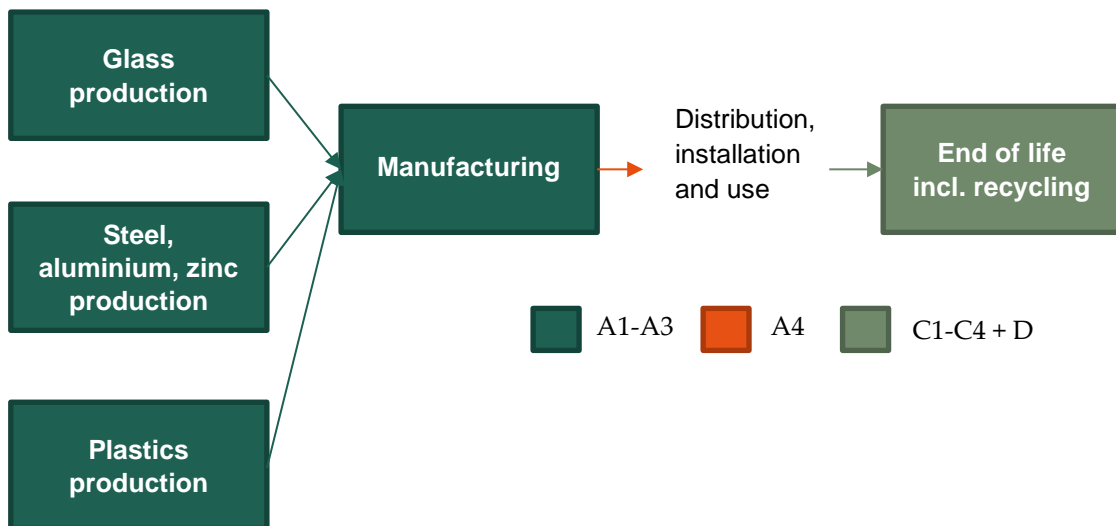 Glass
production
Steel,
aluminium, zinc
production
Plastics
production
Manufacturing
Distribution,
installation
and use
End of life
incl. recycling
A1-A3
A4
C1-C4 + D